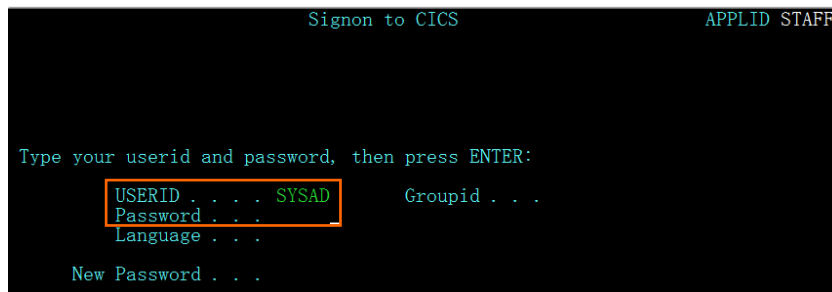 Signon to CICS APPLID STAFF
Type your userid and password, then press ENTER:
USERID . . . . SYSAD Groupid . . .
Password . . .
Language . . .
New Password . . .